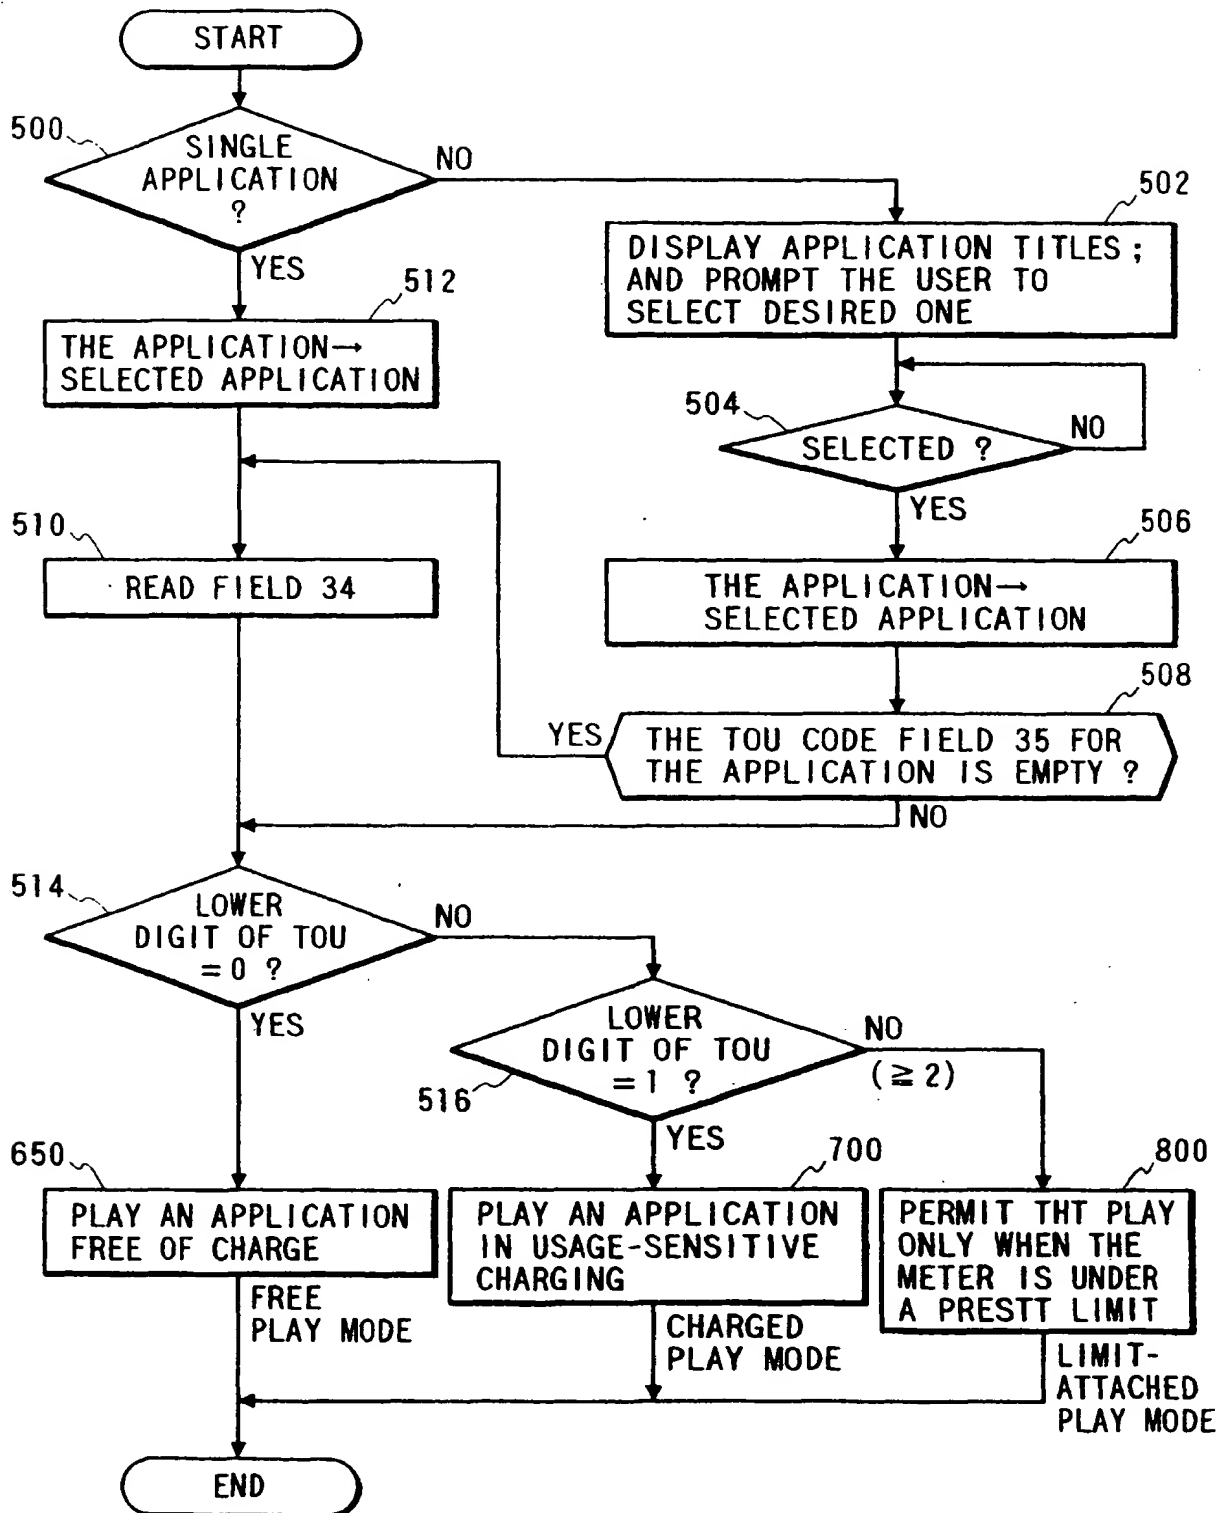 START
500
SINGLE
APPLICATION
?
NO
YES
502
DISPLAY APPLICATION TITLES;
AND PROMPT THE USER TO
SELECT DESIRED ONE
512
THE APPLICATION→
SELECTED APPLICATION
504
SELECTED ?
NO
YES
510
READ FIELD 34
506
THE APPLICATION→
SELECTED APPLICATION
508
YES
THE TOU CODE FIELD 35 FOR
THE APPLICATION IS EMPTY ?
NO
514
LOWER
DIGIT OF TOU
=0 ?
NO
YES
516
LOWER
DIGIT OF TOU
=1 ?
NO
(≧2)
YES
650
PLAY AN APPLICATION
FREE OF CHARGE
FREE
PLAY MODE
700
PLAY AN APPLICATION
IN USAGE-SENSITIVE
CHARGING
CHARGED
PLAY MODE
800
PERMIT THT PLAY
ONLY WHEN THE
METER IS UNDER
A PRESTT LIMIT
LIMIT-
ATTACHED
PLAY MODE
END